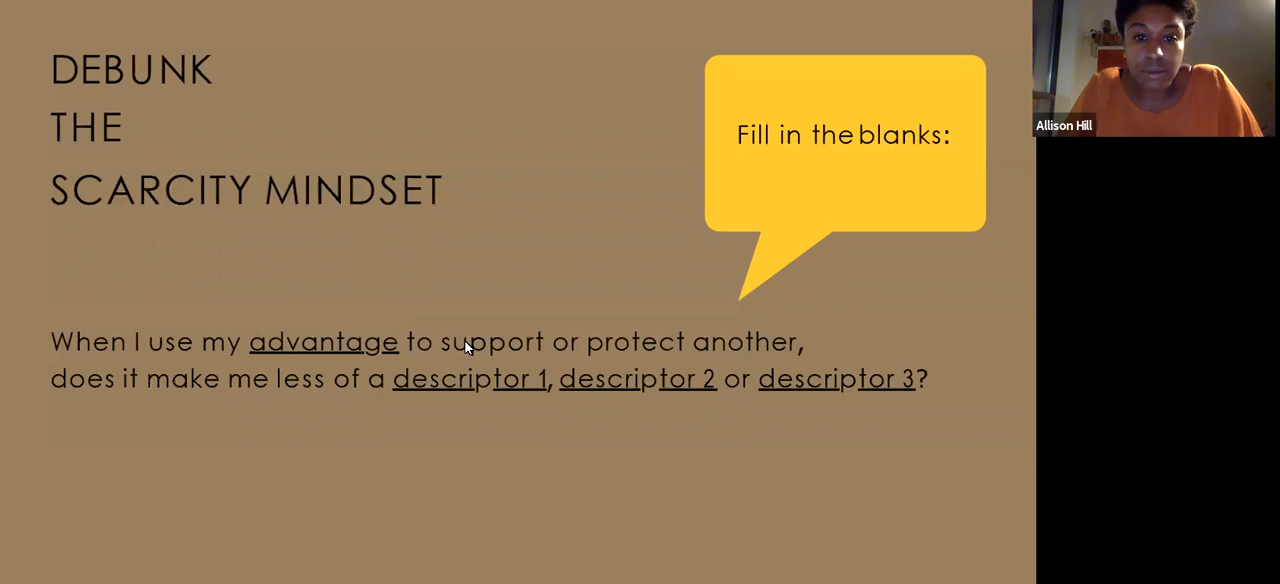 DEBUNK
THE
SCARCITY MINDSET
Fill in the blanks:
When I use my advantage to support or protect another,
does it make me less of a descriptor 1, descriptor 2 or descriptor 3?
Allison Hill